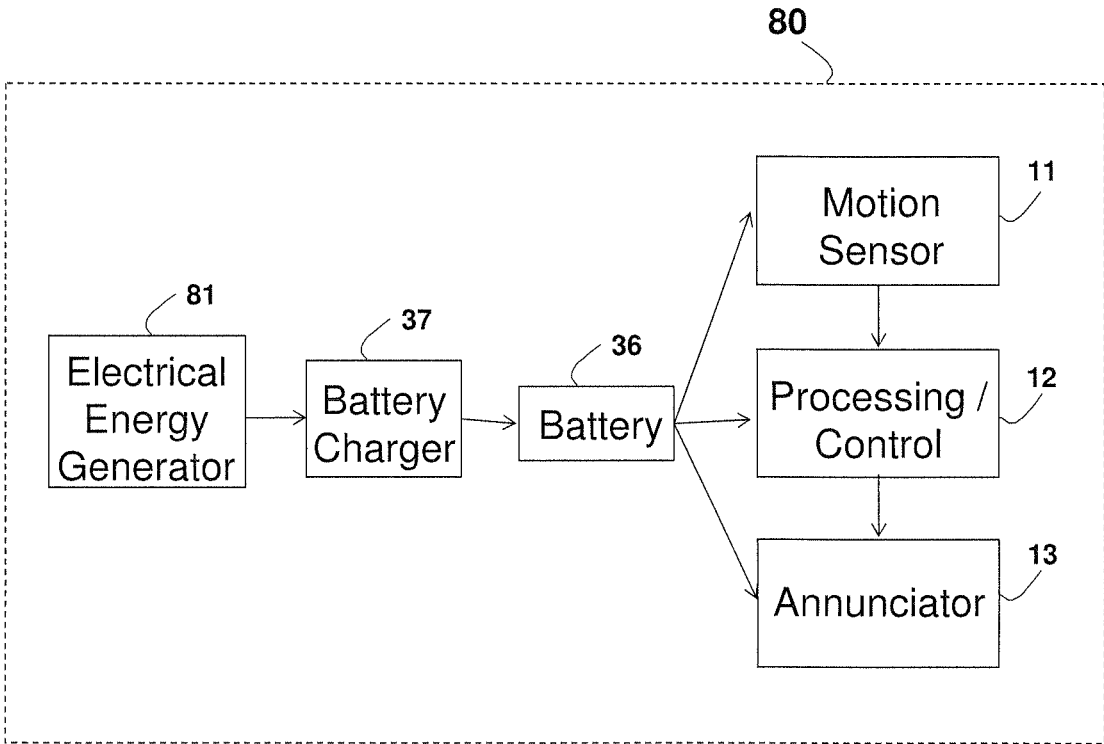 80
11
Motion
Sensor
81
Electrical
Energy
Generator
37
Battery
Charger
36
Battery
12
Processing /
Control
13
Annunciator